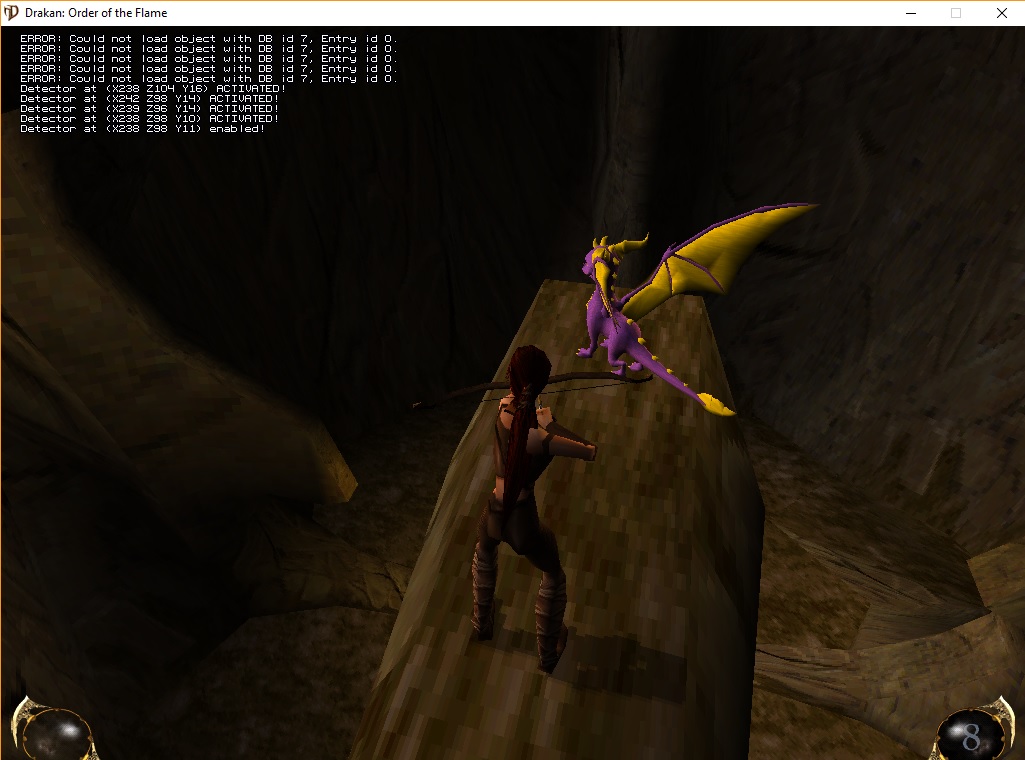 Drakan: Order of the Flame
ERROR: Could not load object with DB id 7, Entry id 0.
ERROR: Could not load object with DB id 7, Entry id 0.
ERROR: Could not load object with DB id 7, Entry id 0.
ERROR: Could not load object with DB id 7, Entry id 0.
ERROR: Could not load object with DB id 7, Entry id 0.
Detector at (X238 Z104 Y16) ACTIVATED!
Detector at (X242 Z98 Y14) ACTIVATED!
Detector at (X239 Z96 Y14) ACTIVATED!
Detector at (X238 Z98 Y10) ACTIVATED!
Detector at (X238 Z98 Y11) enabled!
8